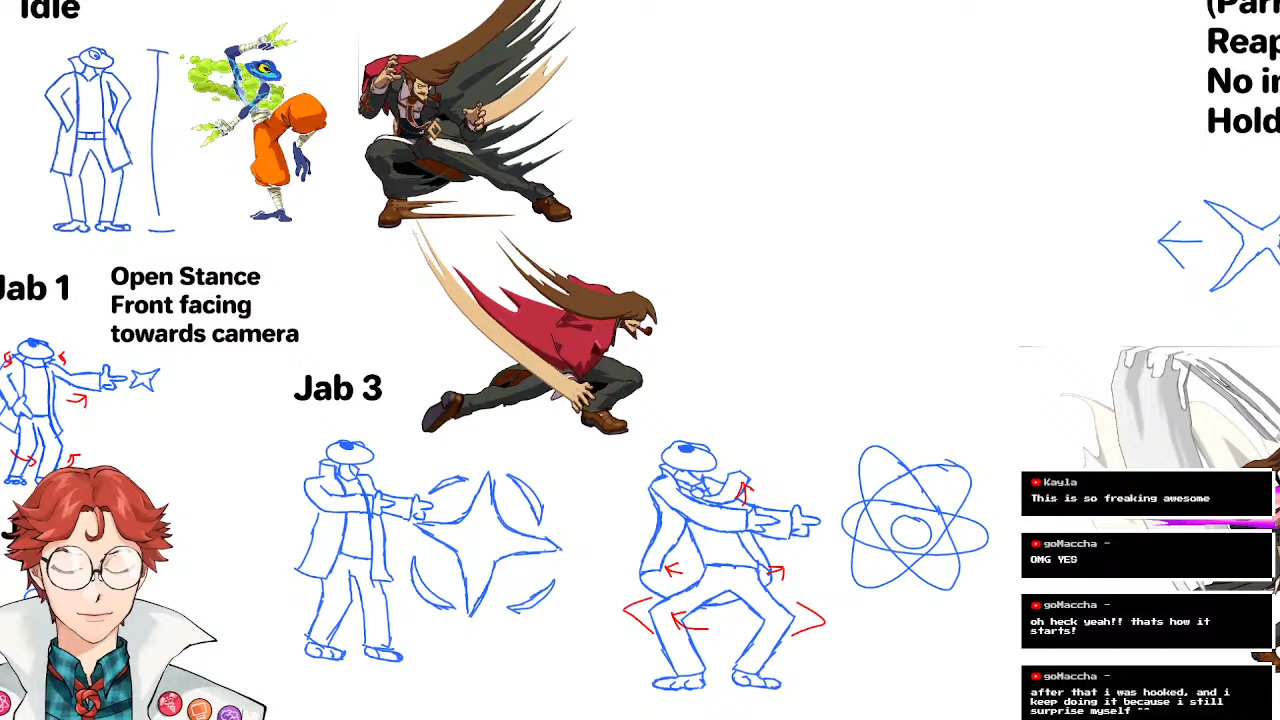 Idle
(Parr
Reap
No in
Hold
Jab 1
Open Stance
Front facing
towards camera
Jab 3
Kayla
This is so freaking awesome
goMaccha ~
OMG YES
goMaccha ~
oh heck yeah!! thats how it
starts!
goMaccha ~
after that i was hooked, and i
keep doing it because i still
surprise myself ^^